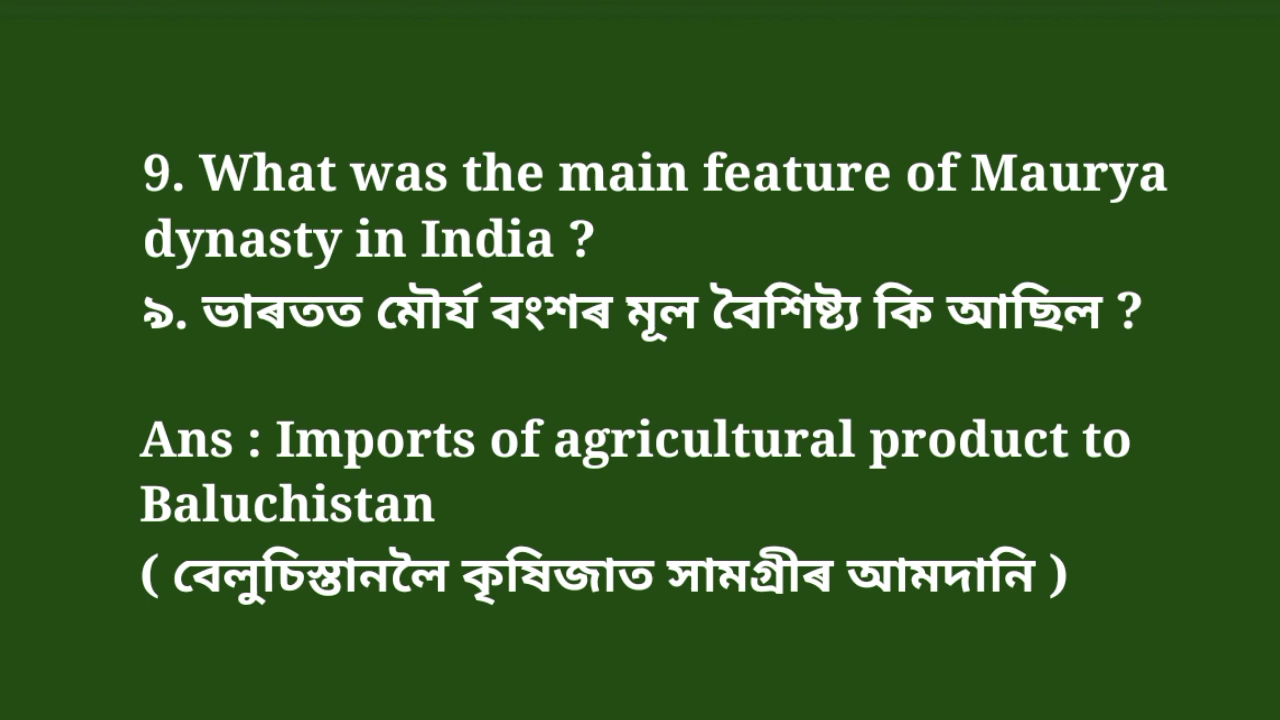 9. What was the main feature of Maurya
dynasty in India ?
৯. ভাৰতত মৌৰ্য বংশৰ মূল বৈশিষ্ট্য কি আছিল ?
Ans : Imports of agricultural product to
Baluchistan
( বেলুচিস্তানলৈ কৃষিজাত সামগ্ৰীৰ আমদানি )